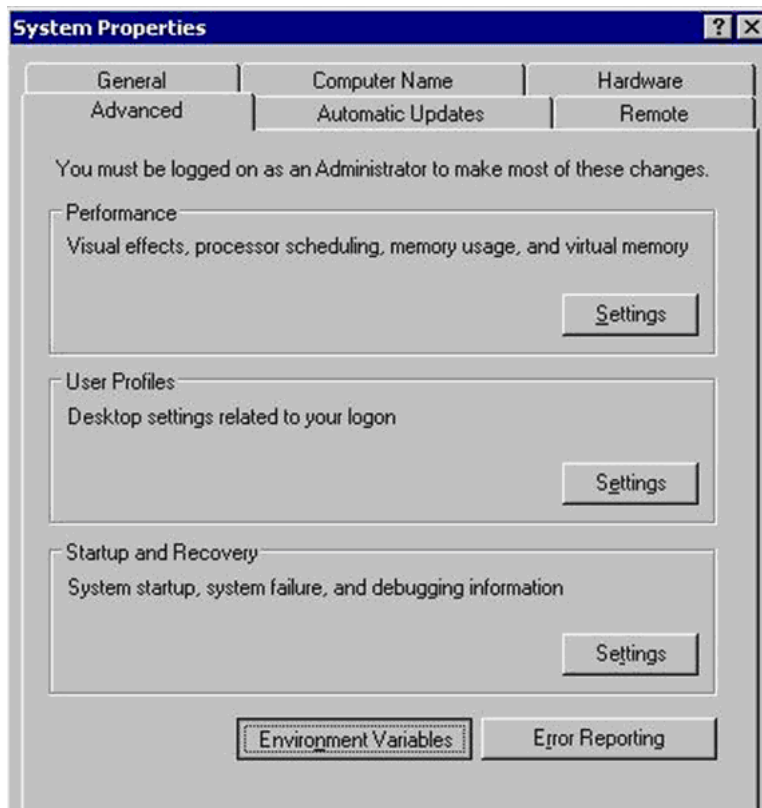 System Properties
General Computer Name Hardware
Advanced Automatic Updates Remote
You must be logged on as an Administrator to make most of these changes.
Performance
Visual effects, processor scheduling, memory usage, and virtual memory
Settings
User Profiles
Desktop settings related to your logon
Settings
Startup and Recovery
System startup, system failure, and debugging information
Settings
Environment Variables Error Reporting